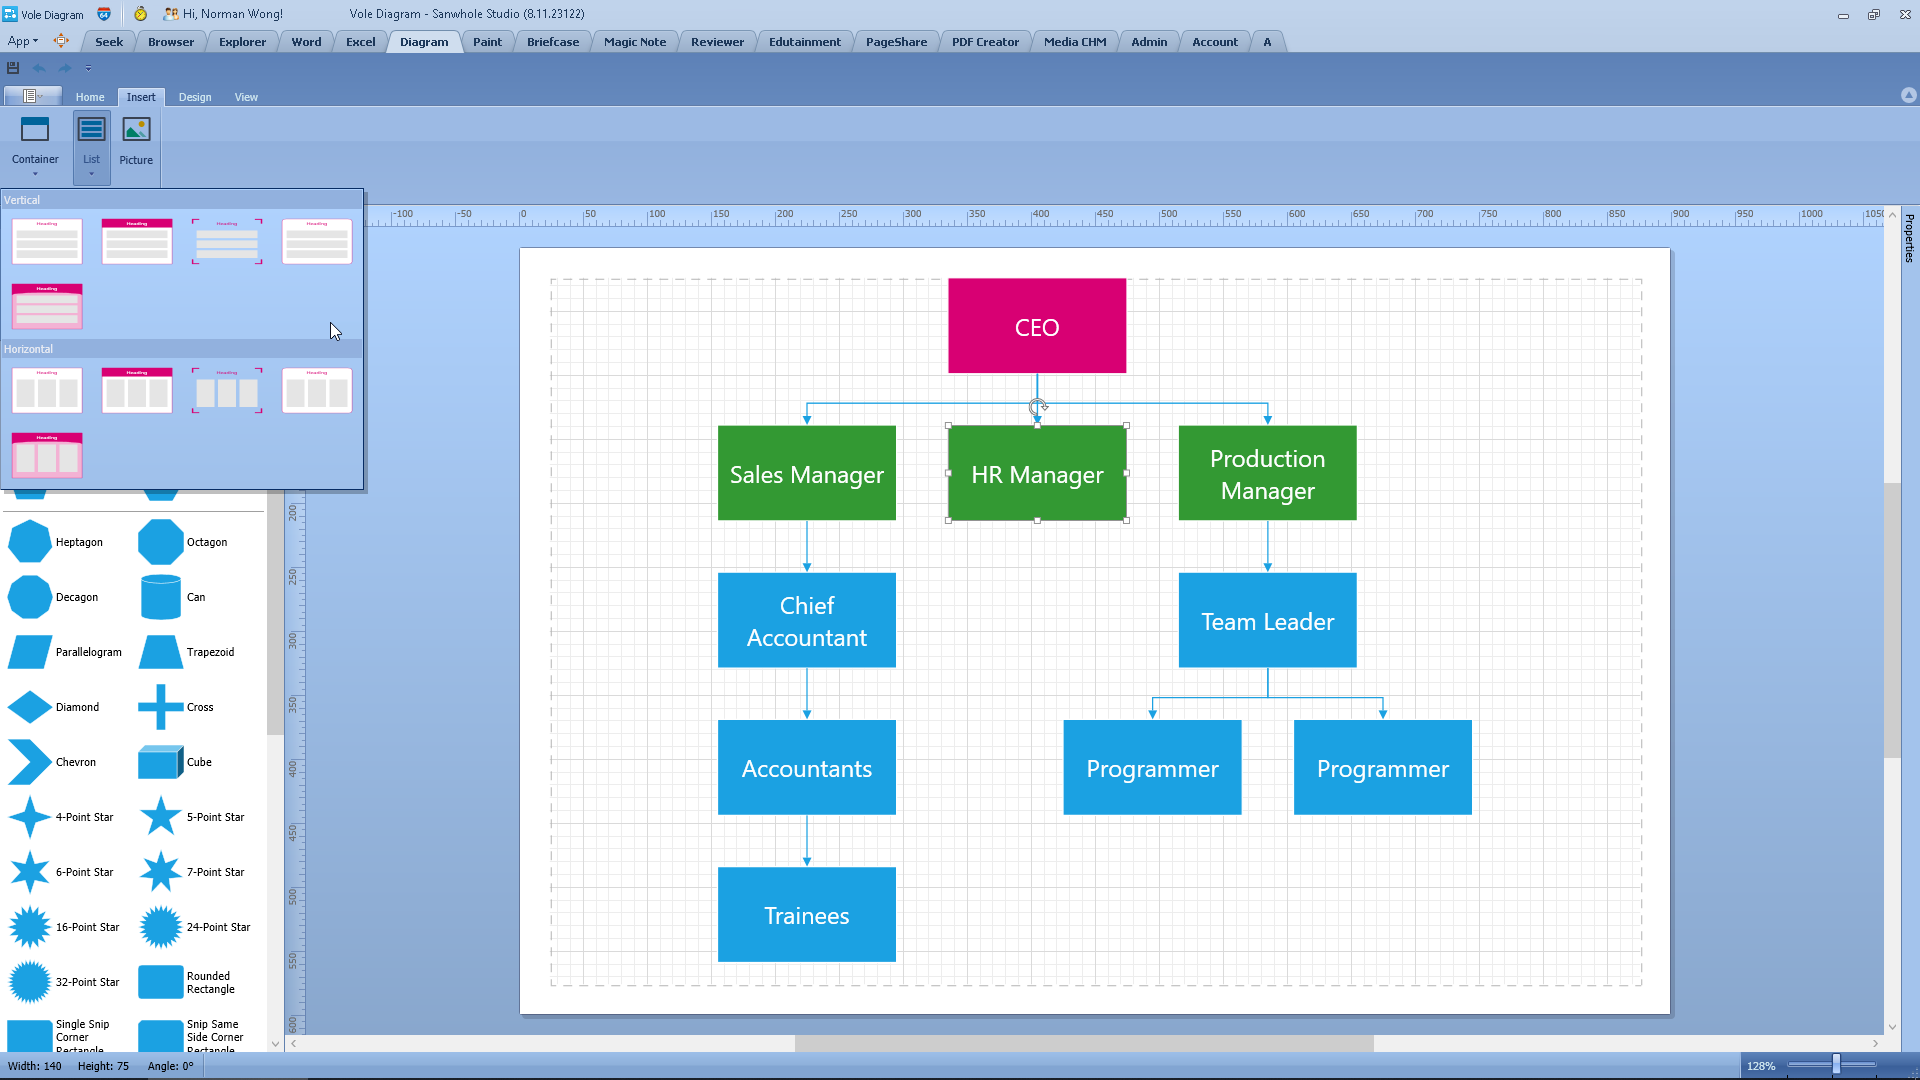 Vole Diagram
64
Hi, Norman Wong!
Vole Diagram - Sanwhole Studio (8.11.23122)
App
Seek
Browser
Explorer
Word
Excel
Diagram
Paint
Briefcase
Magic Note
Reviewer
Edutainment
PageShare
PDF Creator
Media CHM
Admin
Account
A
Home
Insert
Design
View
Container
List
Picture
Vertical
Heading
Heading
Heading
Heading
Heading
Horizontal
Heading
Heading
Heading
Heading
Heading
-100
-50
0
50
100
150
200
250
300
350
400
450
500
550
600
650
700
750
800
850
900
950
1000
1050
Properties
200
250
300
350
400
450
500
550
600
Heptagon
Octagon
Decagon
Can
Parallelogram
Trapezoid
Diamond
Cross
Chevron
Cube
4-Point Star
5-Point Star
6-Point Star
7-Point Star
16-Point Star
24-Point Star
32-Point Star
Rounded
Rectangle
Single Snip
Corner
Rectangle
Snip Same
Side Corner
Rectangle
CEO
Sales Manager
HR Manager
Production
Manager
Chief
Accountant
Team Leader
Accountants
Programmer
Programmer
Trainees
Width: 140
Height: 75
Angle: 0°
128%